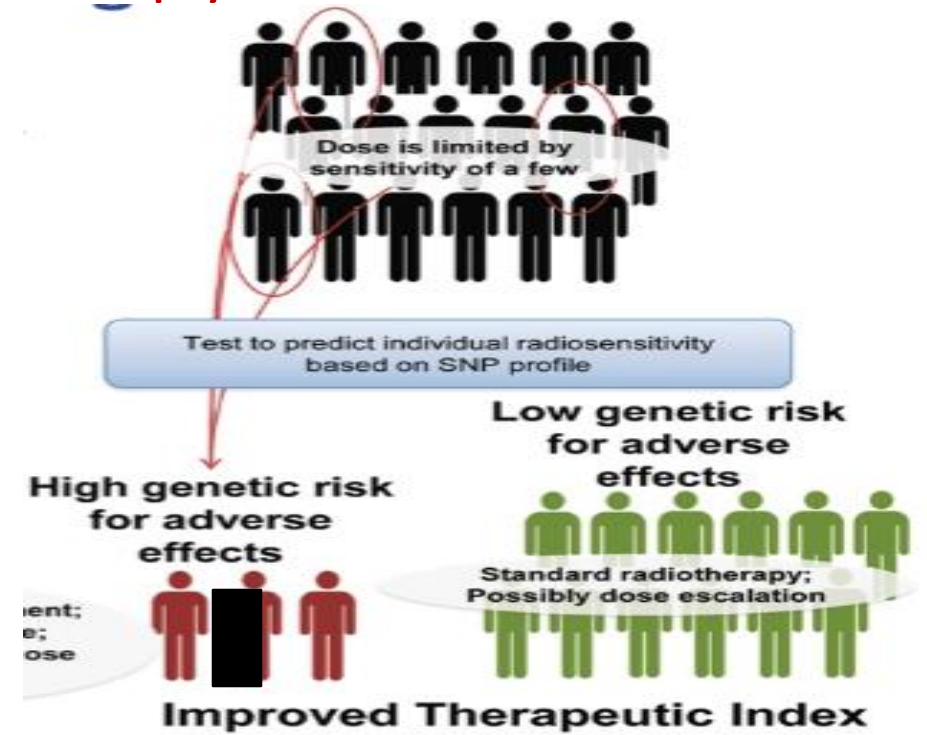 Dose is limited by
sensitivity of a few
Test to predict individual radiosensitivity
based on SNP profile
Low genetic risk
for adverse
effects
High genetic risk
for adverse
effects
Standard radiotherapy;
Possibly dose escalation
ent;
e;
ose
Improved Therapeutic Index